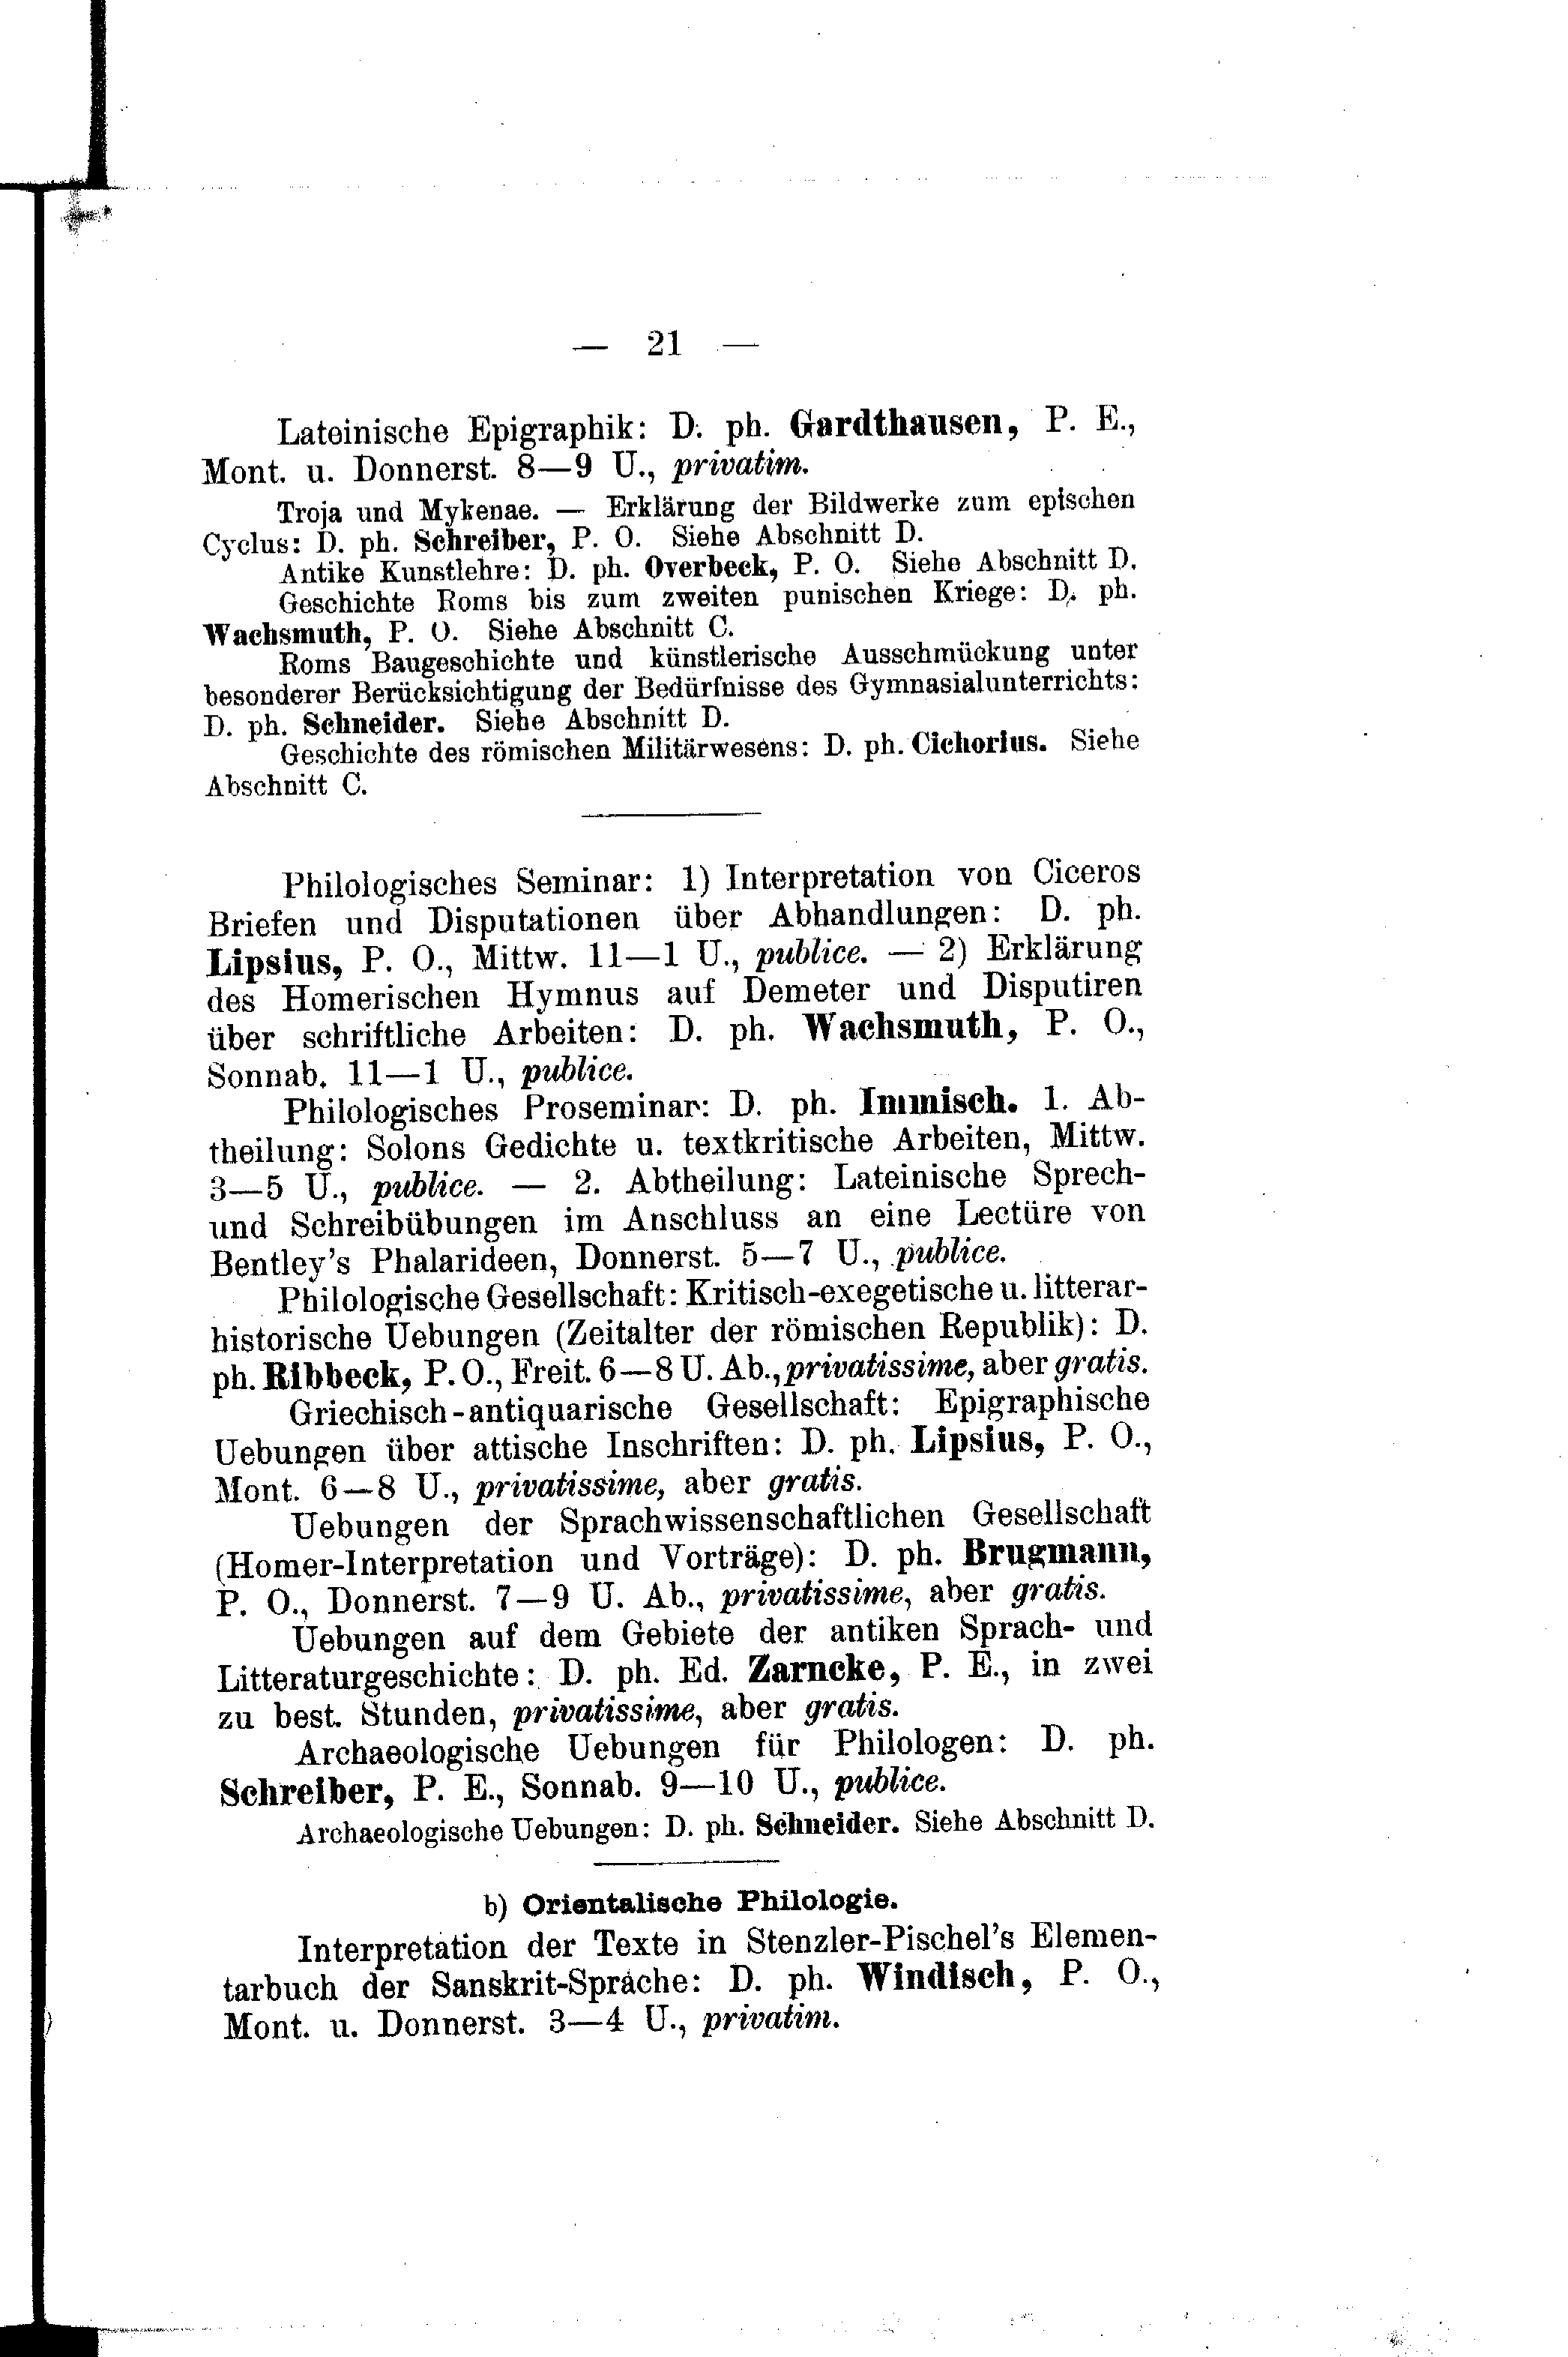 — 21 —
Lateinische Epigraphik: D. ph. Gardthausen, P. E.,
Mont. u. Donnerst. 8—9 U., privatim.
Troja und Mykenae. — Erklärung der Bildwerke zum epischen
Cyclus: D. ph. Schreiber, P. O. Siehe Abschnitt D.
Antike Kunstlehre: D. ph. Overbeck, P. O. Siehe Abschnitt D.
Geschichte Roms bis zum zweiten punischen Kriege: D. ph.
Wachsmuth, P. O. Siehe Abschnitt C.
Roms Baugeschichte und künstlerische Ausschmückung unter
besonderer Berücksichtigung der Bedürfnisse des Gymnasialunterrichts:
D. ph. Schneider. Siehe Abschnitt D.
Geschichte des römischen Militärwesens: D. ph. Cichorius. Siehe
Abschnitt C.
Philologisches Seminar: 1) Interpretation von Ciceros
Briefen und Disputationen über Abhandlungen: D. ph.
Lipsius, P. O., Mittw. 11—1 U., publice. — 2) Erklärung
des Homerischen Hymnus auf Demeter und Disputiren
über schriftliche Arbeiten: D. ph. Wachsmuth, P. O.,
Sonnab. 11—1 U., publice.
Philologisches Proseminar: D. ph. Immisch. 1. Ab-
theilung: Solons Gedichte u. textkritische Arbeiten, Mittw.
3—5 U., publice. — 2. Abtheilung: Lateinische Sprech-
und Schreibübungen im Anschluss an eine Lectüre von
Bentley's Phalarideen, Donnerst. 5—7 U., publice.
Philologische Gesellschaft: Kritisch-exegetische u. litterar-
historische Uebungen (Zeitalter der römischen Republik): D.
ph. Ribbeck, P. O., Freit. 6—8 U. Ab., privatissime, aber gratis.
Griechisch-antiquarische Gesellschaft: Epigraphische
Uebungen über attische Inschriften: D. ph. Lipsius, P. O.,
Mont. 6—8 U., privatissime, aber gratis.
Uebungen der Sprachwissenschaftlichen Gesellschaft
(Homer-Interpretation und Vorträge): D. ph. Brugmann,
P. O., Donnerst. 7—9 U. Ab., privatissime, aber gratis.
Uebungen auf dem Gebiete der antiken Sprach- und
Litteraturgeschichte: D. ph. Ed. Zarncke, P. E., in zwei
zu best. Stunden, privatissime, aber gratis.
Archaeologische Uebungen für Philologen: D. ph.
Schreiber, P. E., Sonnab. 9—10 U., publice.
Archaeologische Uebungen: D. ph. Schneider. Siehe Abschnitt D.
b) Orientalische Philologie.
Interpretation der Texte in Stenzler-Pischel's Elemen-
tarbuch der Sanskrit-Sprache: D. ph. Windisch, P. O.,
Mont. u. Donnerst. 3—4 U., privatim.